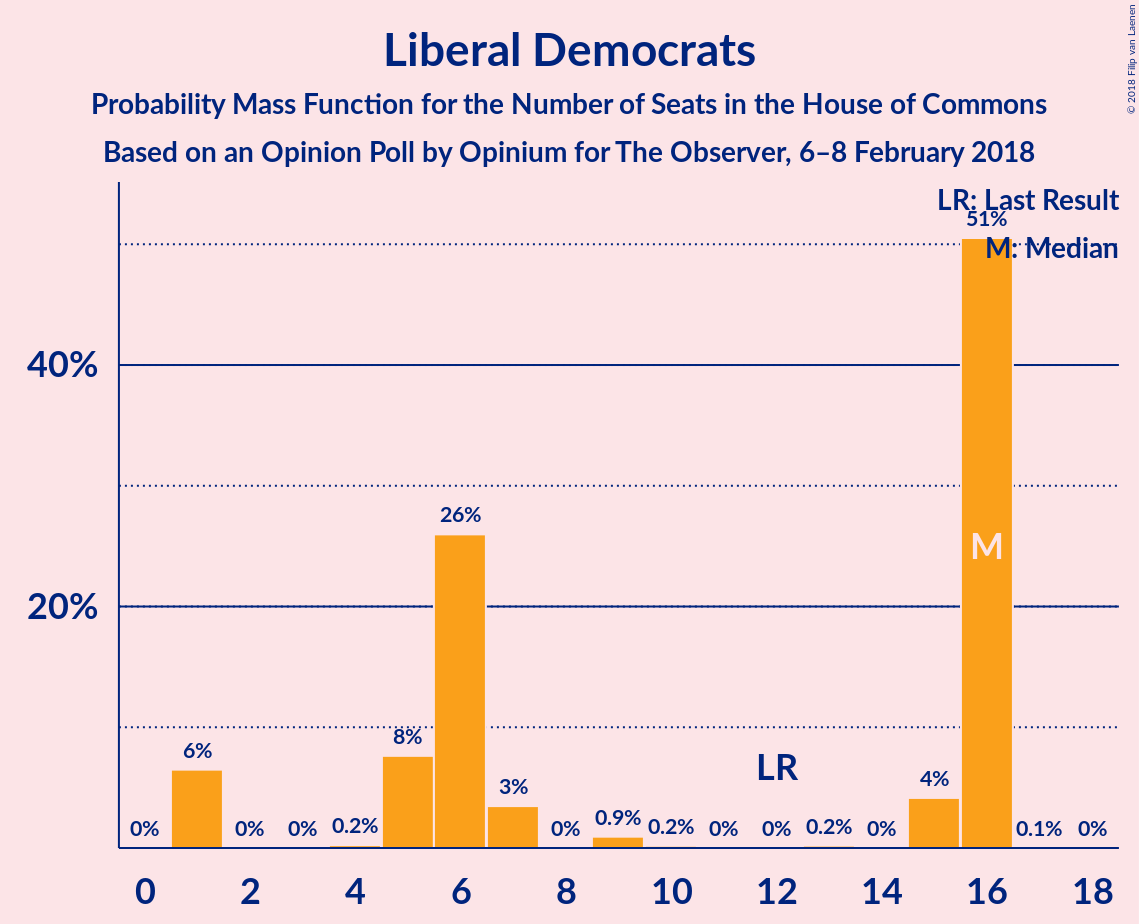 Liberal Democrats
Probability Mass Function for the Number of Seats in the House of Commons
Based on an Opinion Poll by Opinium for The Observer, 6–8 February 2018
© 2018 Filip van Laenen
LR: Last Result
M: Median
40%
20%
0% 6% 0% 0% 0.2% 8% 26% 3% 0% 0.9% 0.2% 0% 0% 0.2% 0% 4% 51% 0.1% 0%
LR
M
0 2 4 6 8 10 12 14 16 18